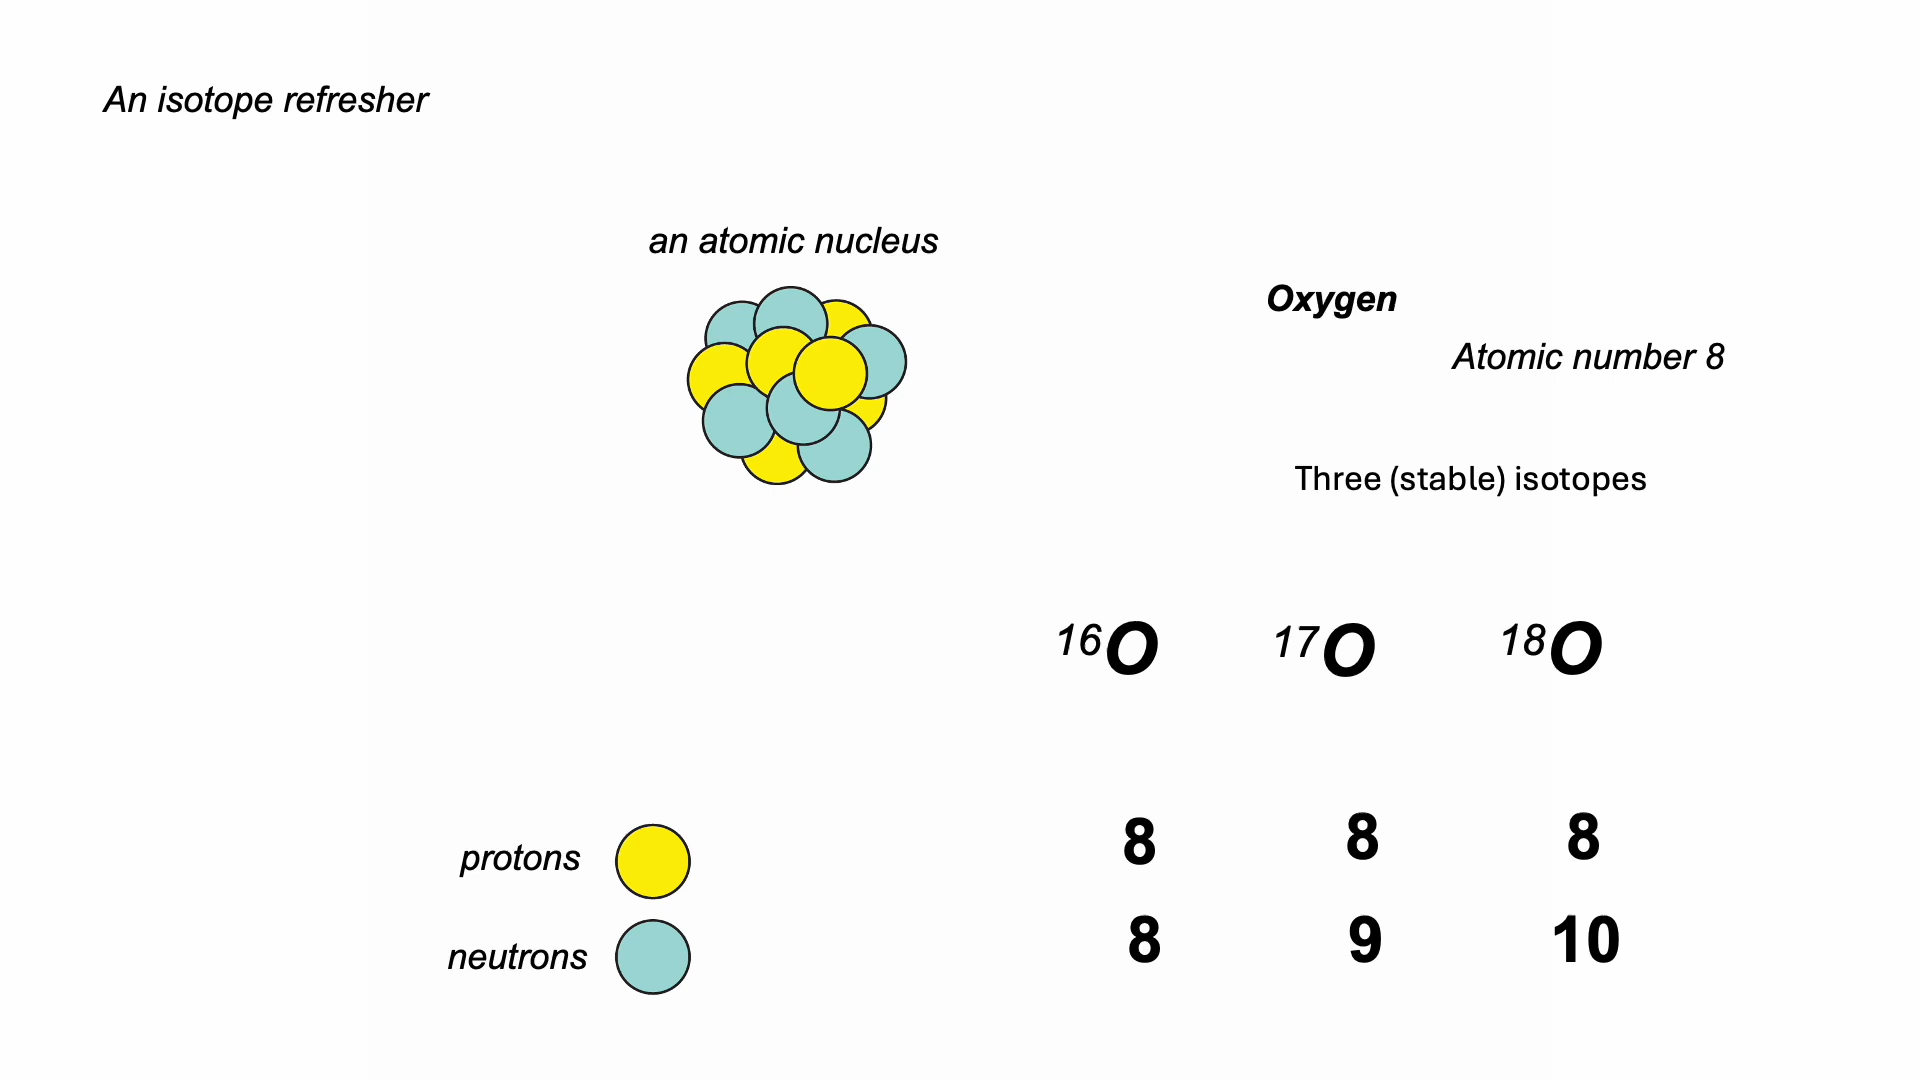 An isotope refresher
an atomic nucleus
Oxygen
Atomic number 8
Three (stable) isotopes
16O 17O 18O
protons 8 8 8
neutrons 8 9 10